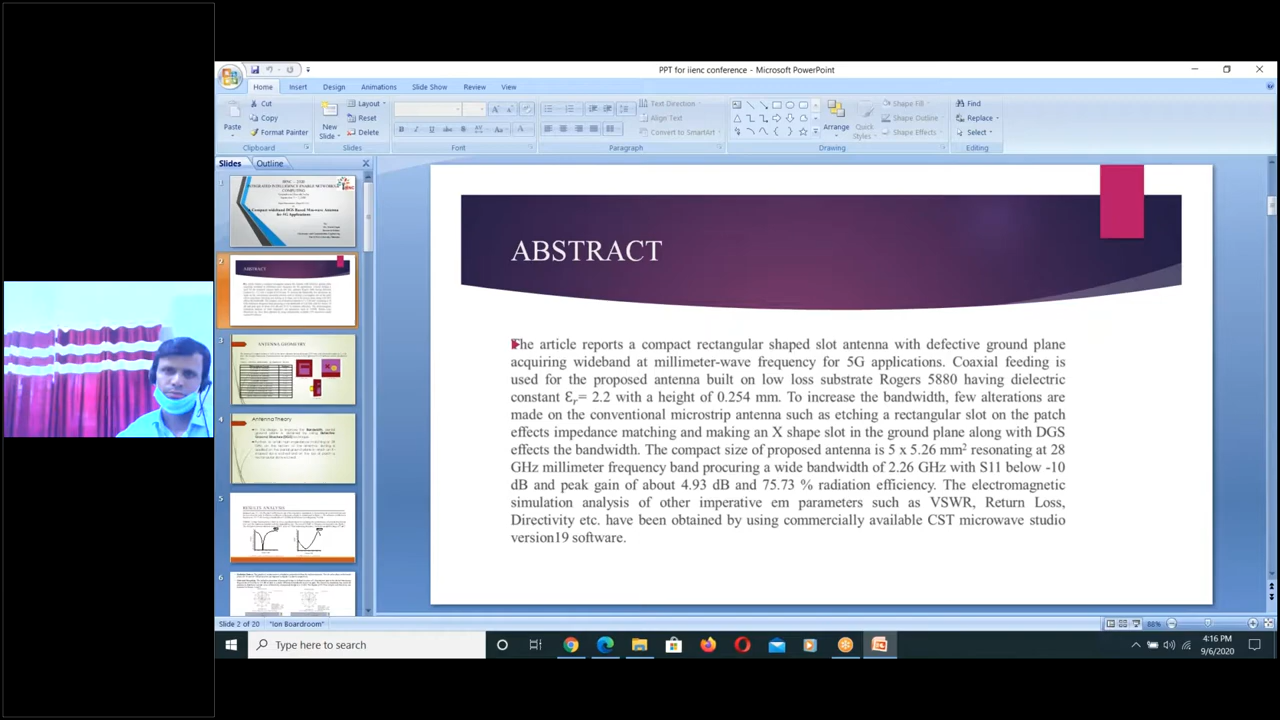 PPT for iienc conference - Microsoft PowerPoint
Home Insert Design Animations Slide Show Review View
Paste
Cut
Copy
Format Painter
Clipboard
New Slide
Layout
Reset
Delete
Slides
Font
Text Direction
Align Text
Convert to SmartArt
Paragraph
Arrange
Quick Styles
Shape Fill
Shape Outline
Shape Effects
Drawing
Find
Replace
Select
Editing
Slides Outline
1
2
ABSTRACT
3
ANTENNA GEOMETRY
4
Antenna Theory
5
RESULTS ANALYSIS
6
ABSTRACT
The article reports a compact rectangular shaped slot antenna with defective ground plane
acquiring wideband at millimeter-wave frequency for 5G applications. Coaxial feeding is
used for the proposed antenna built on low loss substrate Rogers 5880 having dielectric
constant Ɛr= 2.2 with a height of 0.254 mm. To increase the bandwidth, few alterations are
made on the conventional microstrip antenna such as etching a rectangular slot on the patch
effects impedance matching and etching X shape slot in the ground plane along with DGS
effects the bandwidth. The compact size of proposed antenna is 5 x 5.26 mm² resonating at 28
GHz millimeter frequency band procuring a wide bandwidth of 2.26 GHz with S11 below -10
dB and peak gain of about 4.93 dB and 75.73 % radiation efficiency. The electromagnetic
simulation analysis of other important antenna parameters such as VSWR, Return Loss,
Directivity etc. have been obtained by using commercially available CST microwave studio
version19 software.
Slide 2 of 20 "Ion Boardroom" 88%
Type here to search
4:16 PM
9/6/2020